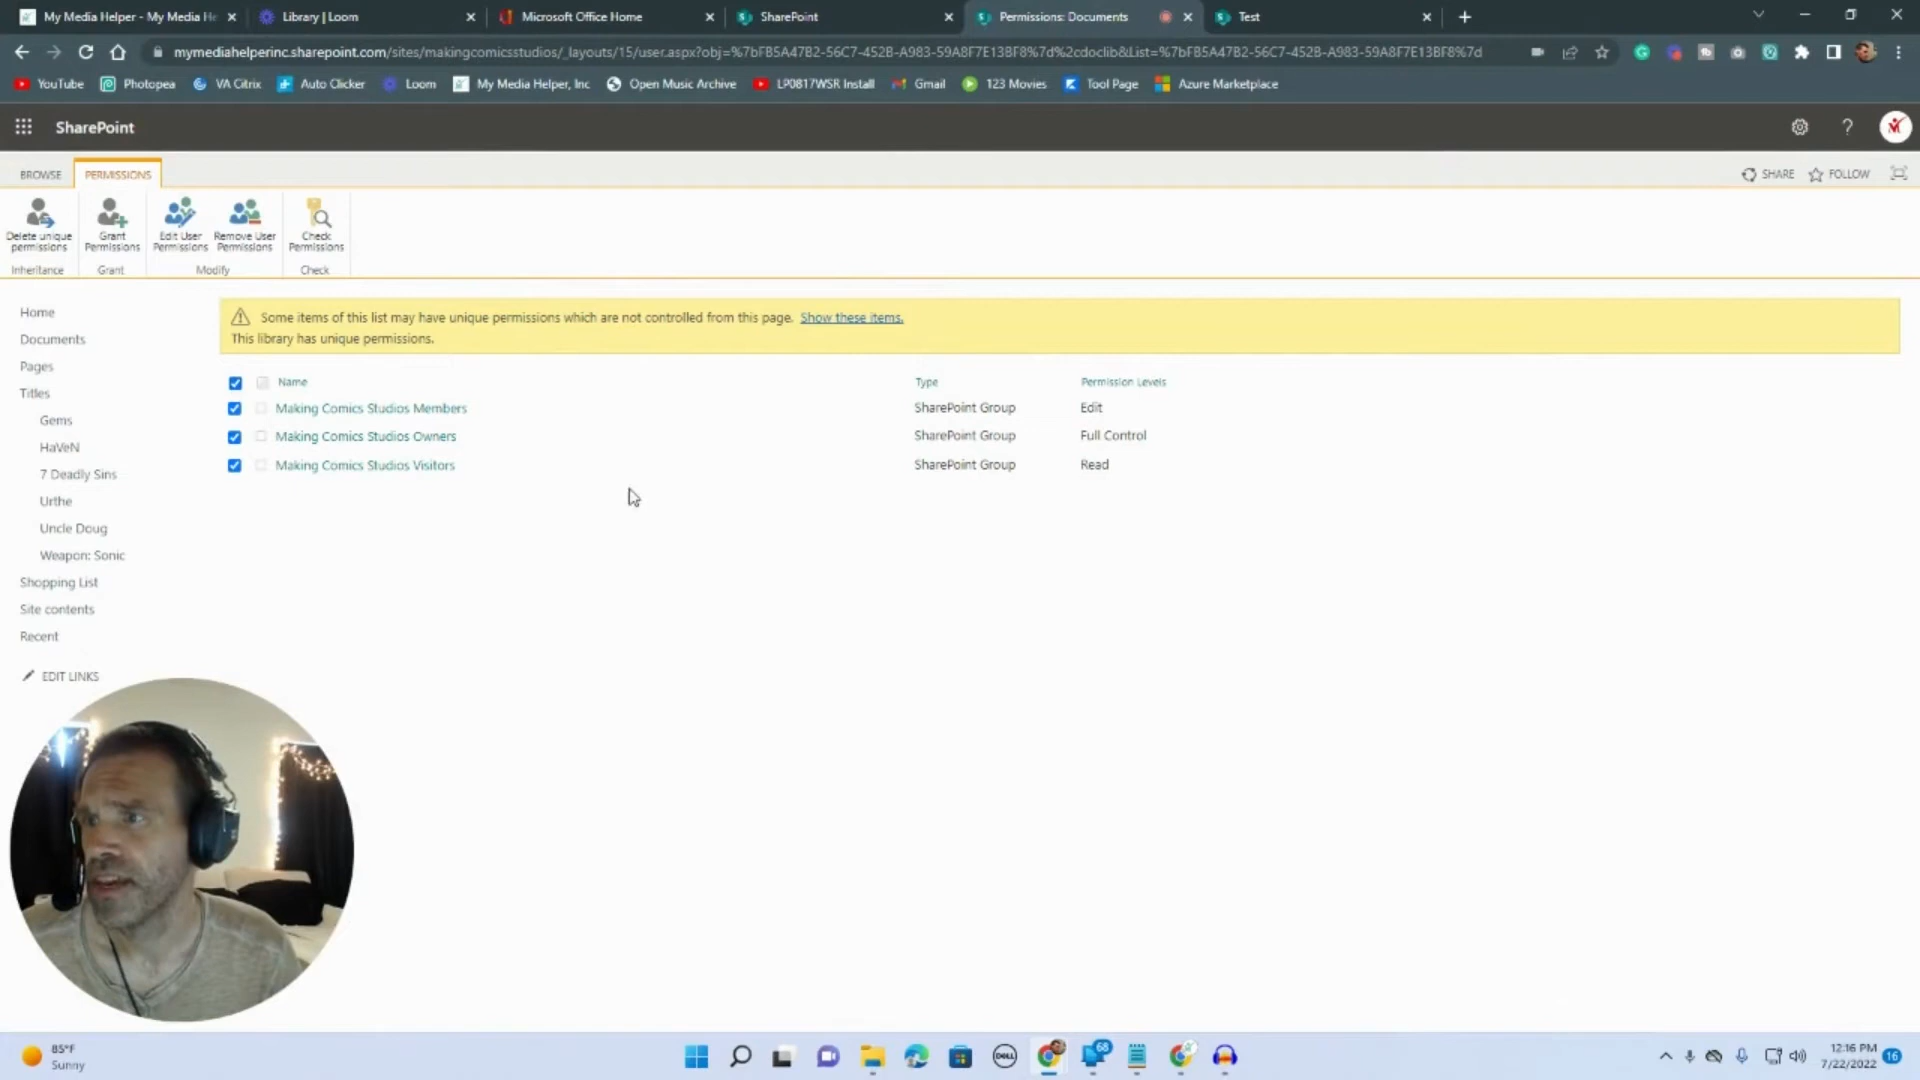 My Media Helper - My Media He
Library | Loom
Microsoft Office Home
SharePoint
Permissions: Documents
Test
mymediahelperinc.sharepoint.com/sites/makingcomicsstudios/_layouts/15/user.aspx?obj=%7bFB5A47B2-56C7-452B-A983-59A8F7E13BF8%7d%2cdoclib&List=%7bFB5A47B2-56C7-452B-A983-59A8F7E13BF8%7d
YouTube
Photopea
VA Citrix
Auto Clicker
Loom
My Media Helper, Inc
Open Music Archive
LP0817WSR Install
Gmail
123 Movies
Tool Page
Azure Marketplace
SharePoint
?
BROWSE
PERMISSIONS
SHARE
FOLLOW
Delete unique permissions
Grant Permissions
Edit User Permissions
Remove User Permissions
Check Permissions
Inheritance
Grant
Modify
Check
Home
Documents
Pages
Titles
Gems
HaVeN
7 Deadly Sins
Urthe
Uncle Doug
Weapon: Sonic
Shopping List
Site contents
Recent
EDIT LINKS
Some items of this list may have unique permissions which are not controlled from this page. Show these items.
This library has unique permissions.
Name Type Permission Levels
Making Comics Studios Members SharePoint Group Edit
Making Comics Studios Owners SharePoint Group Full Control
Making Comics Studios Visitors SharePoint Group Read
85°F
Sunny
DELL
68
12:16 PM
7/22/2022
16